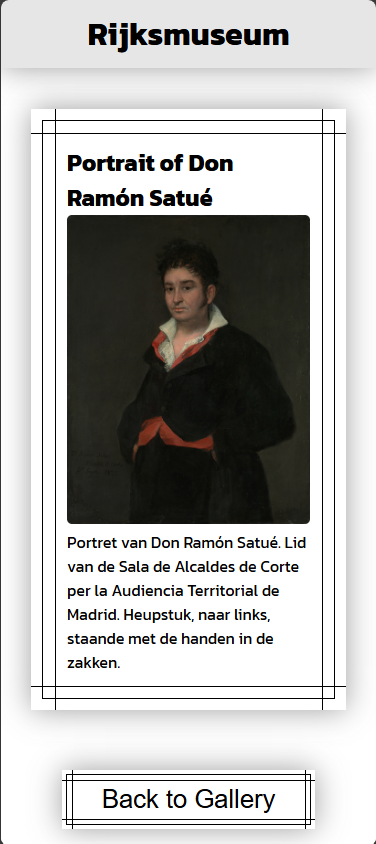 Rijksmuseum
Portrait of Don
Ramón Satué
Portret van Don Ramón Satué. Lid
van de Sala de Alcaldes de Corte
per la Audiencia Territorial de
Madrid. Heupstuk, naar links,
staande met de handen in de
zakken.
Back to Gallery